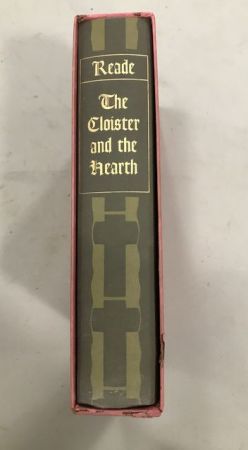 Reade
The
Cloister
and the
Hearth